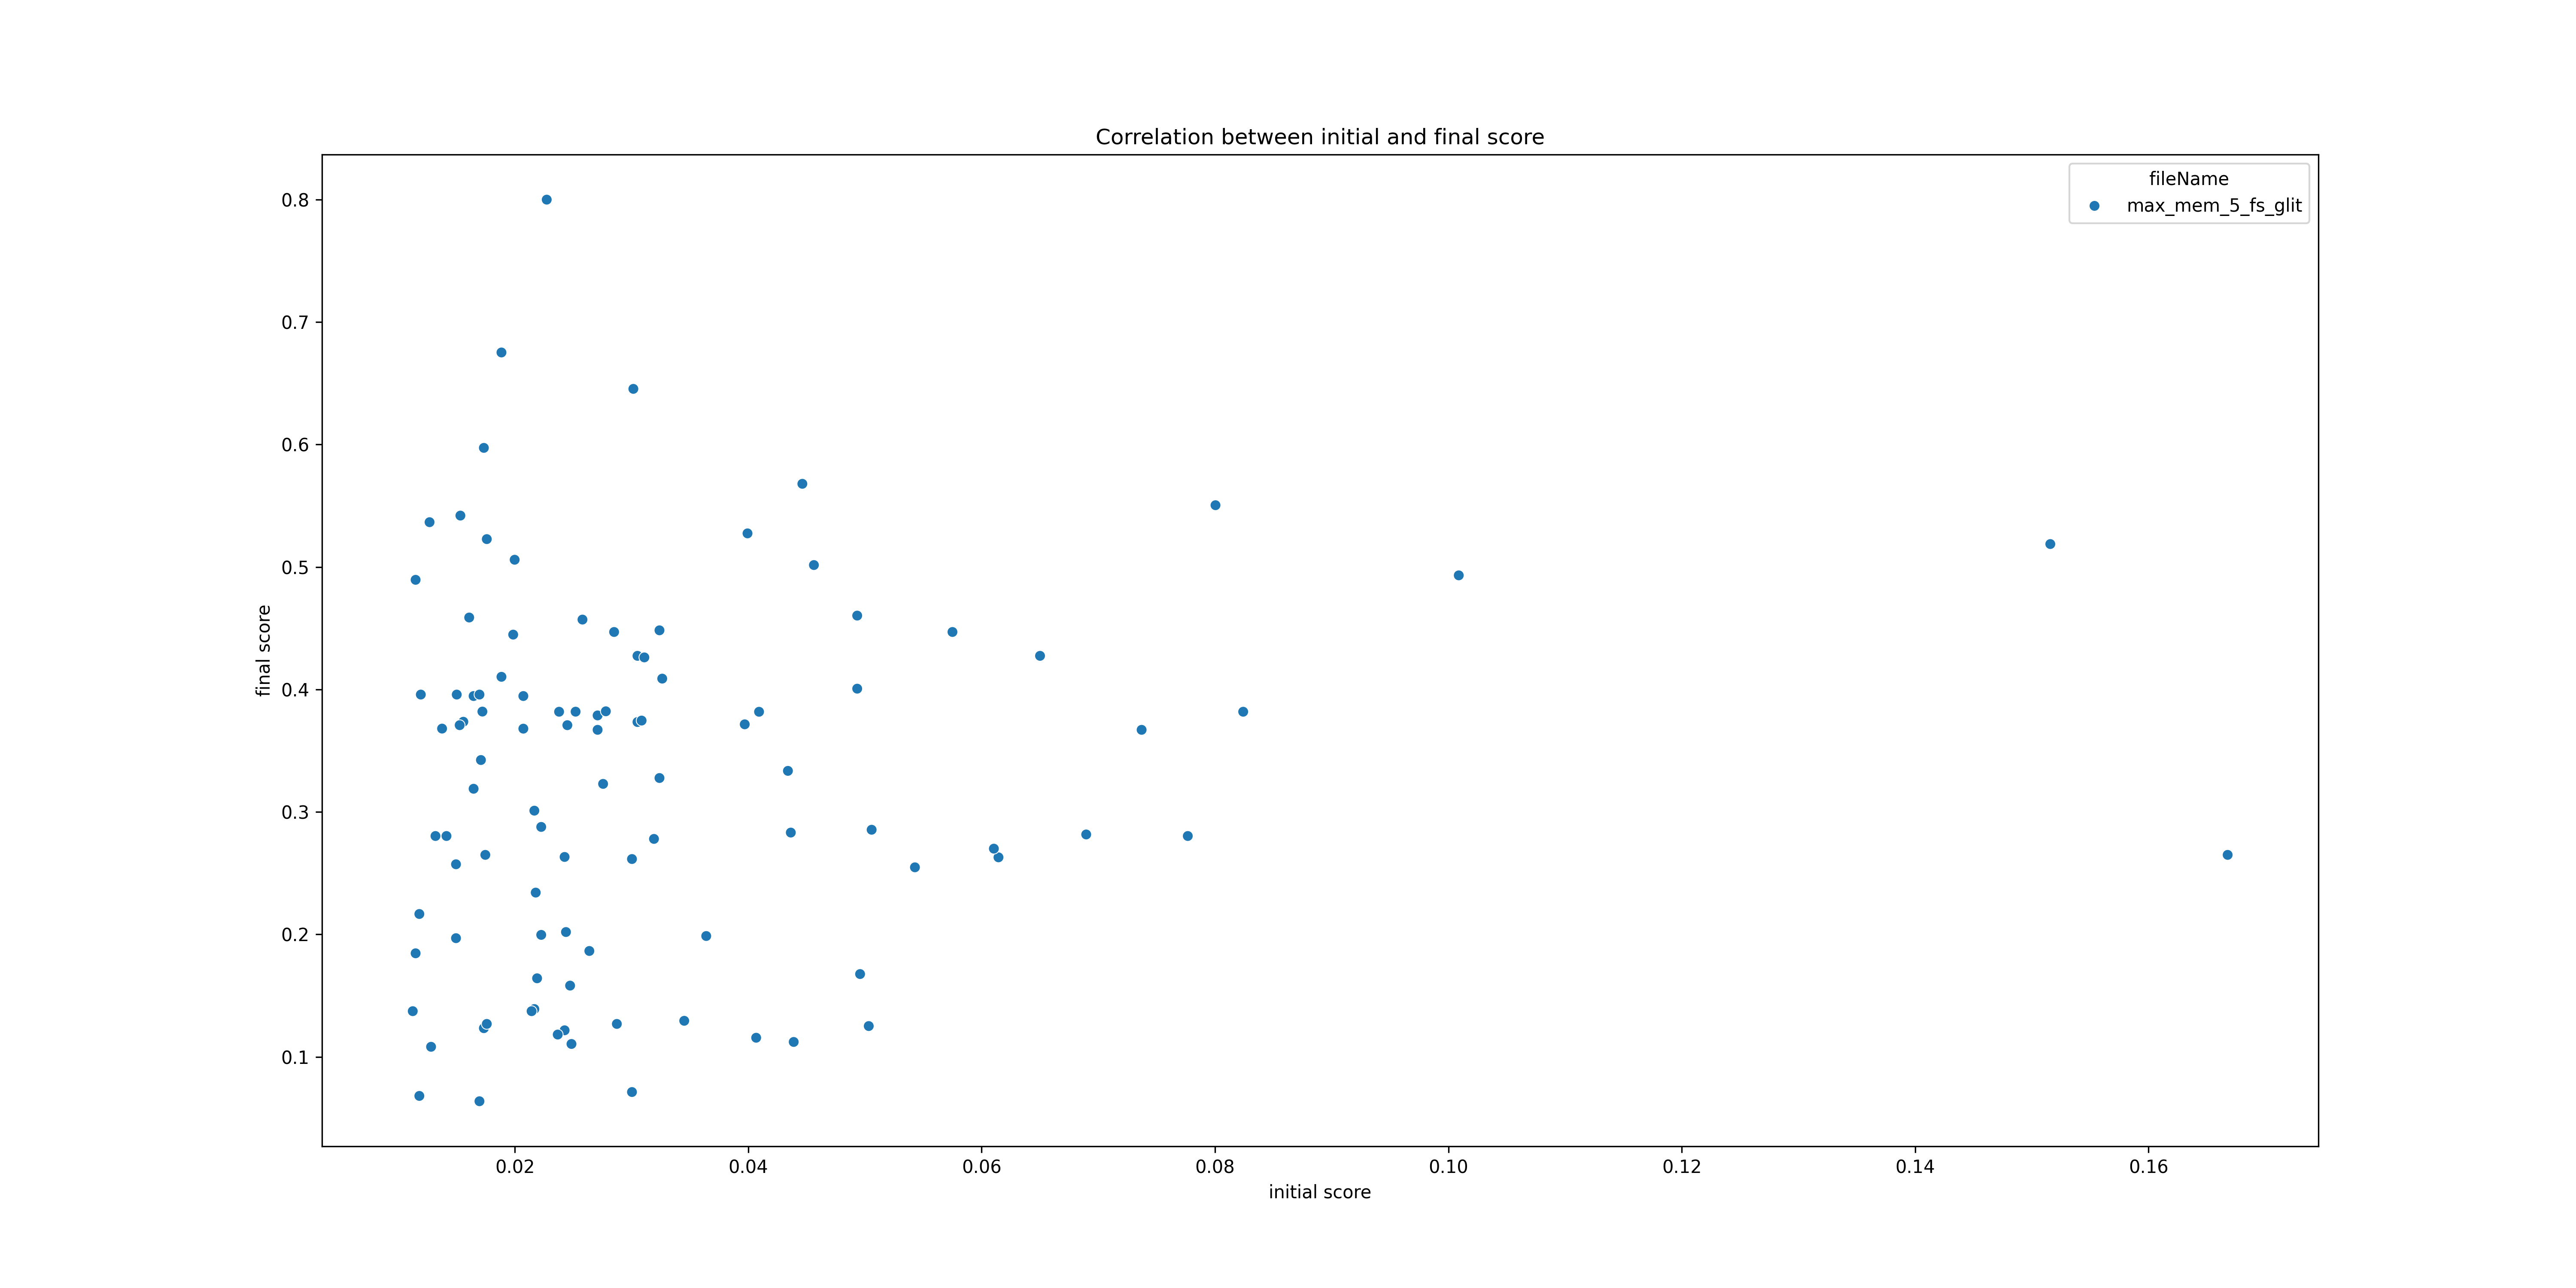 Correlation between initial and final score
fileName
max_mem_5_fs_glit
0.8
0.7
0.6
0.5
0.4
0.3
0.2
0.1
final score
0.02 0.04 0.06 0.08 0.10 0.12 0.14 0.16
initial score